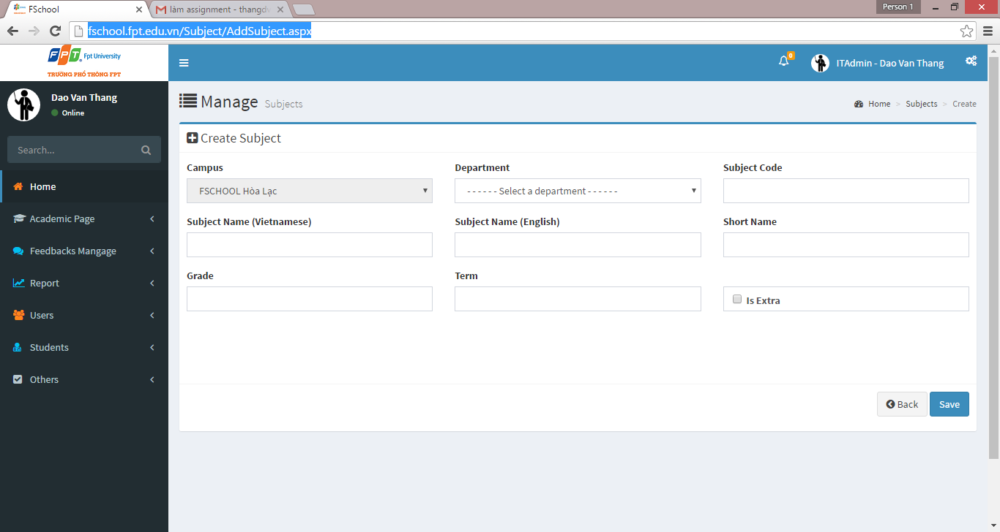 FSchool
làm assignment - thangdv
Person 1
fschool.fpt.edu.vn/Subject/AddSubject.aspx
FPT Fpt University
TRƯỜNG PHỔ THÔNG FPT
0
ITAdmin - Dao Van Thang
Dao Van Thang
Online
Search...
Home
Academic Page
Feedbacks Mangage
Report
Users
Students
Others
Manage Subjects
Home > Subjects > Create
Create Subject
Campus
Department
Subject Code
FSCHOOL Hòa Lạc
- - - - - - Select a department - - - - - -
Subject Name (Vietnamese)
Subject Name (English)
Short Name
Grade
Term
Is Extra
Back
Save